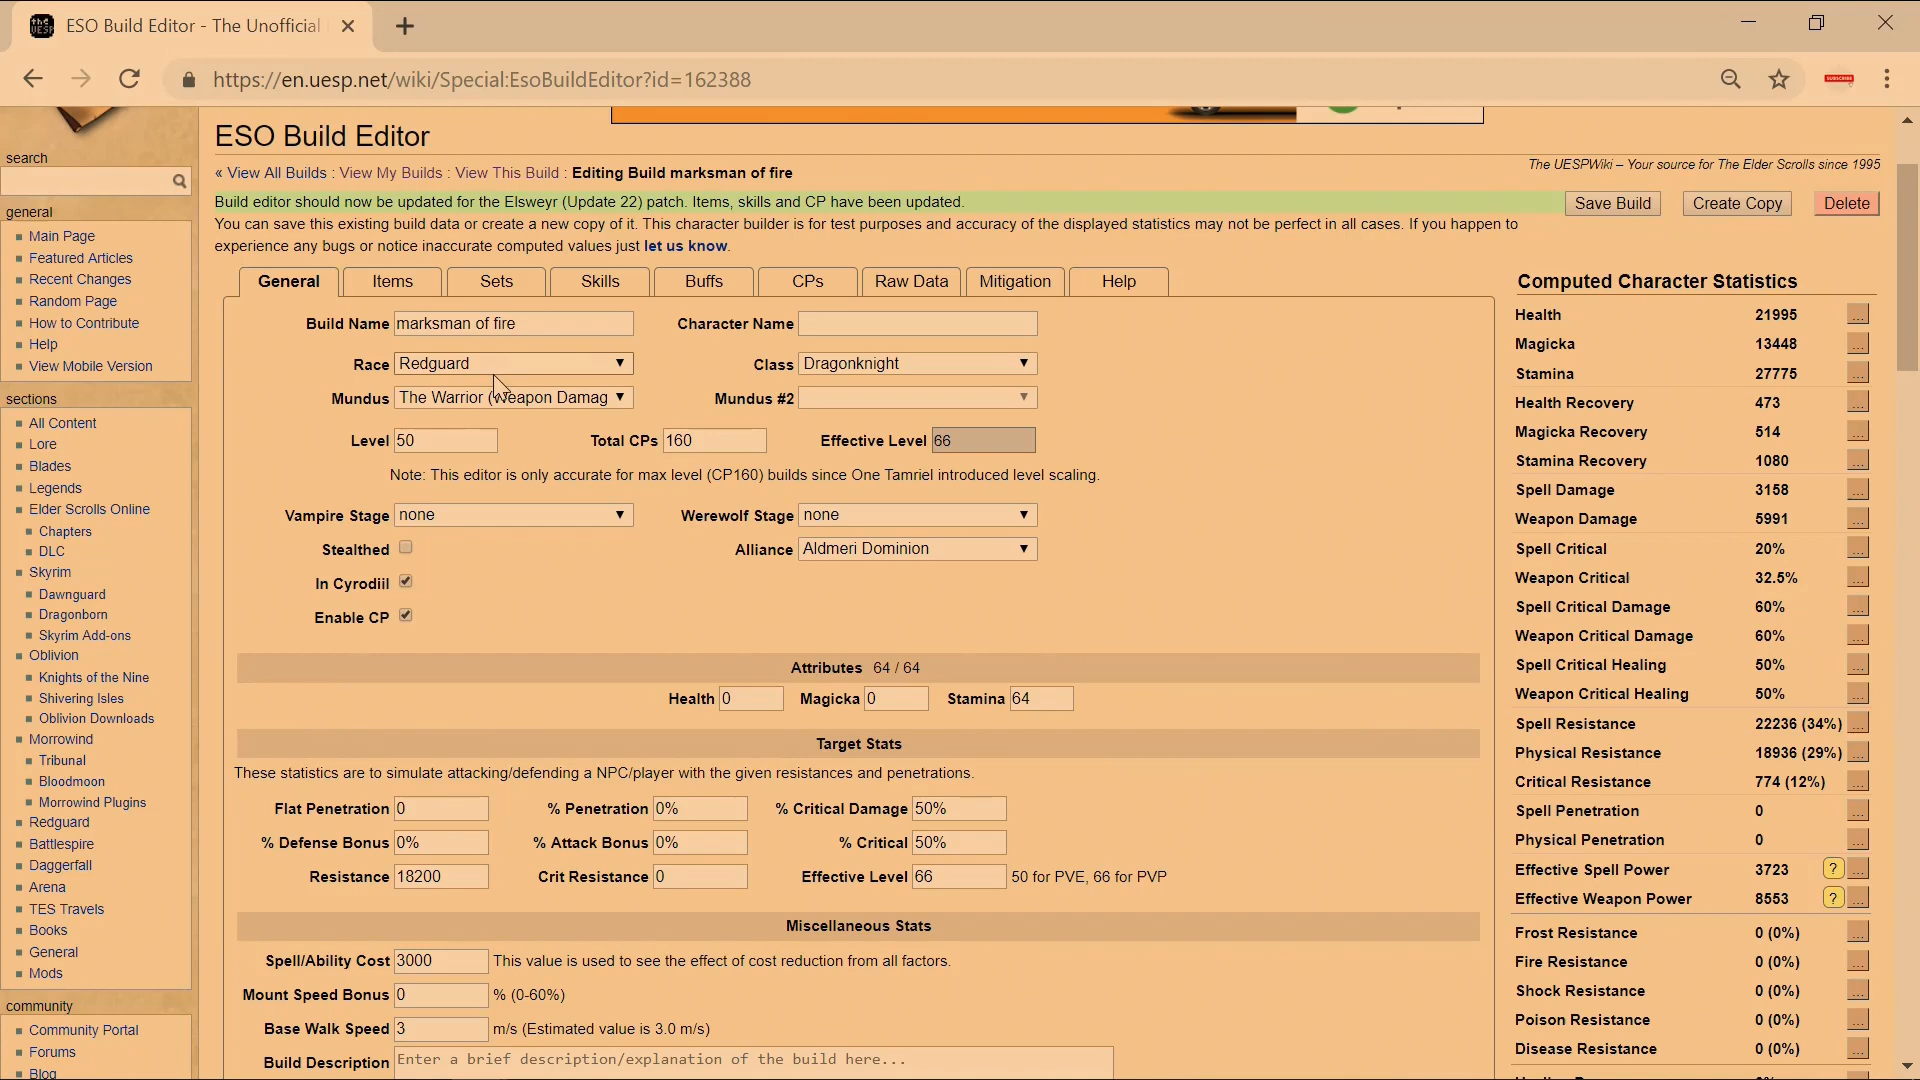 ESO Build Editor - The Unofficial
https://en.uesp.net/wiki/Special:EsoBuildEditor?id=162388
SUBSCRIBE
search
general
Main Page
Featured Articles
Recent Changes
Random Page
How to Contribute
Help
View Mobile Version
sections
All Content
Lore
Blades
Legends
Elder Scrolls Online
Chapters
DLC
Skyrim
Dawnguard
Dragonborn
Skyrim Add-ons
Oblivion
Knights of the Nine
Shivering Isles
Oblivion Downloads
Morrowind
Tribunal
Bloodmoon
Morrowind Plugins
Redguard
Battlespire
Daggerfall
Arena
TES Travels
Books
General
Mods
community
Community Portal
Forums
Blog
ESO Build Editor
The UESPWiki – Your source for The Elder Scrolls since 1995
« View All Builds : View My Builds : View This Build : Editing Build marksman of fire
Build editor should now be updated for the Elsweyr (Update 22) patch. Items, skills and CP have been updated.
Save Build Create Copy Delete
You can save this existing build data or create a new copy of it. This character builder is for test purposes and accuracy of the displayed statistics may not be perfect in all cases. If you happen to
experience any bugs or notice inaccurate computed values just let us know.
General Items Sets Skills Buffs CPs Raw Data Mitigation Help
Build Name marksman of fire Character Name
Race Redguard Class Dragonknight
Mundus The Warrior (Weapon Damag Mundus #2
Level 50 Total CPs 160 Effective Level 66
Note: This editor is only accurate for max level (CP160) builds since One Tamriel introduced level scaling.
Vampire Stage none Werewolf Stage none
Stealthed Alliance Aldmeri Dominion
In Cyrodiil
Enable CP
Attributes 64 / 64
Health 0 Magicka 0 Stamina 64
Target Stats
These statistics are to simulate attacking/defending a NPC/player with the given resistances and penetrations.
Flat Penetration 0 % Penetration 0% % Critical Damage 50%
% Defense Bonus 0% % Attack Bonus 0% % Critical 50%
Resistance 18200 Crit Resistance 0 Effective Level 66 50 for PVE, 66 for PVP
Miscellaneous Stats
Spell/Ability Cost 3000 This value is used to see the effect of cost reduction from all factors.
Mount Speed Bonus 0 % (0-60%)
Base Walk Speed 3 m/s (Estimated value is 3.0 m/s)
Build Description Enter a brief description/explanation of the build here...
Computed Character Statistics
Health 21995 ...
Magicka 13448 ...
Stamina 27775 ...
Health Recovery 473 ...
Magicka Recovery 514 ...
Stamina Recovery 1080 ...
Spell Damage 3158 ...
Weapon Damage 5991 ...
Spell Critical 20% ...
Weapon Critical 32.5% ...
Spell Critical Damage 60% ...
Weapon Critical Damage 60% ...
Spell Critical Healing 50% ...
Weapon Critical Healing 50% ...
Spell Resistance 22236 (34%) ...
Physical Resistance 18936 (29%) ...
Critical Resistance 774 (12%) ...
Spell Penetration 0 ...
Physical Penetration 0 ...
Effective Spell Power 3723 ? ...
Effective Weapon Power 8553 ? ...
Frost Resistance 0 (0%) ...
Fire Resistance 0 (0%) ...
Shock Resistance 0 (0%) ...
Poison Resistance 0 (0%) ...
Disease Resistance 0 (0%) ...